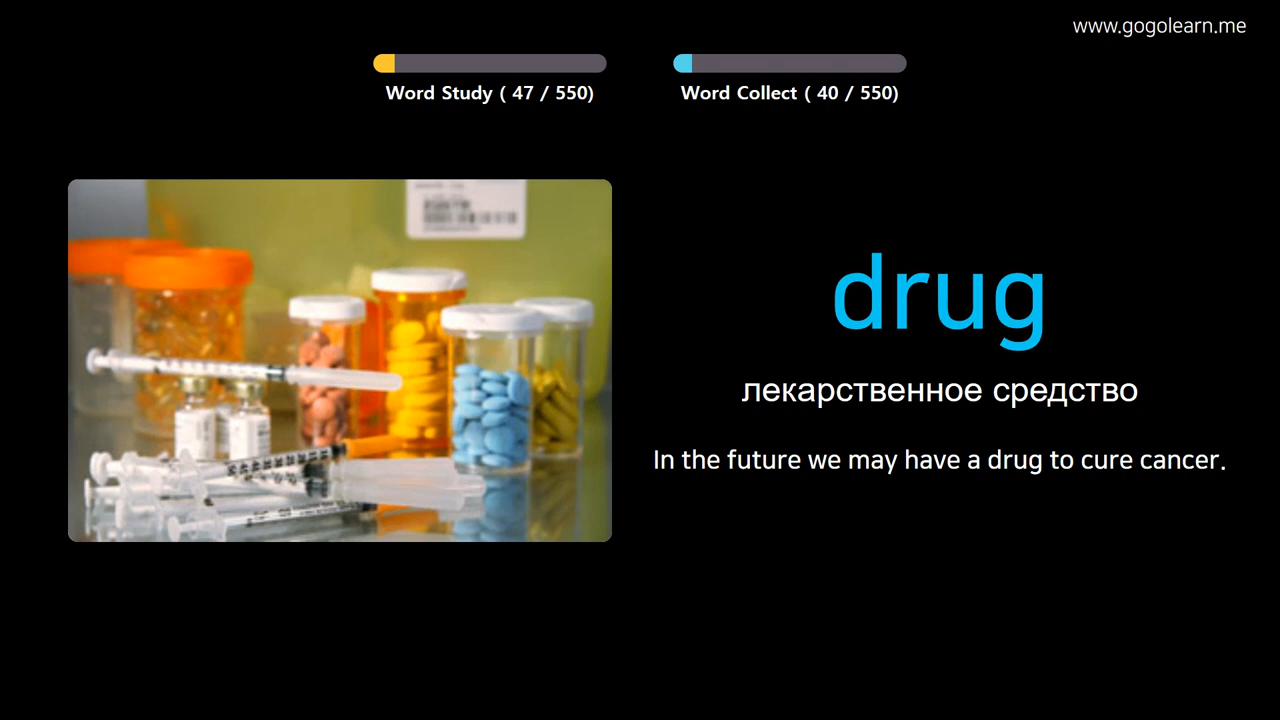 www.gogolearn.me
Word Study ( 47 / 550)
Word Collect ( 40 / 550)
drug
лекарственное средство
In the future we may have a drug to cure cancer.